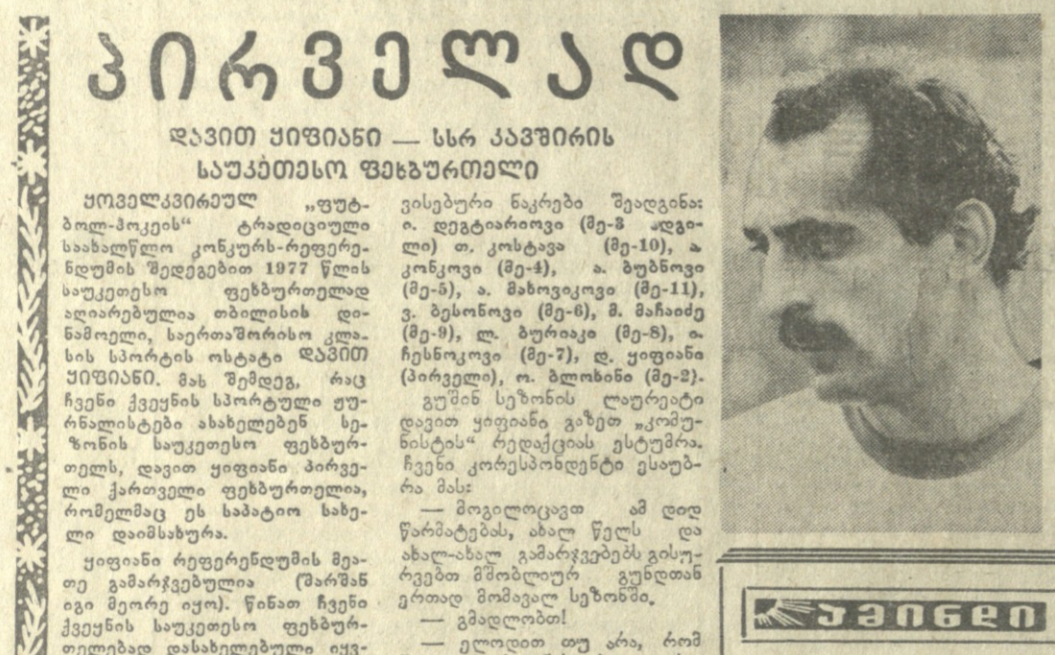 პირველად
დავით ყიფიანი — სსრ კავშირის
საუკეთესო ფეხბურთელი
ყოველკვირეულ „ფუტ-
ბოლ-ჰოკეის“ ტრადიციული
საახალწლო კონკურს-რეფერე-
ნდუმის შედეგებით 1977 წლის
საუკეთესო ფეხბურთელად
აღიარებულია თბილისის დი-
ნამოელი, საერთაშორისო კლა-
სის სპორტის ოსტატი დავით
ყიფიანი. მას შემდეგ, რაც
ჩვენი ქვეყნის სპორტული ჟუ-
რნალისტები ასახელებენ სე-
ზონის საუკეთესო ფეხბურ-
თელს, დავით ყიფიანი პირვე-
ლი ქართველი ფეხბურთელია,
რომელმაც ეს საპატიო სახე-
ლი დაიმსახურა.
ყიფიანი რეფერენდუმის მეა-
თე გამარჯვებულია (შარშან
იგი მეორე იყო). წინათ ჩვენი
ქვეყნის საუკეთესო ფეხბურ-
თელებად დასახელებული იყვ-
ვისებური ნაკრები შეადგინა:
ი. დეგტიარიოვი (მე-3 ადგი-
ლი) თ. კოსტავა (მე-10), ა.
კონკოვი (მე-4), ა. ბუბნოვი
(მე-5), ა. მახოვიკოვი (მე-11),
ვ. ბესონოვი (მე-6), მ. მაჩაიძე
(მე-9), ლ. ბურიაკი (მე-8), ი.
ჩესნოკოვი (მე-7), დ. ყიფიანი
(პირველი), ო. ბლოხინი (მე-2).
გუშინ სეზონის ლაურეატი
დავით ყიფიანი გაზეთ „კომუ-
ნისტის“ რედაქციას ესტუმრა.
ჩვენი კორესპონდენტი ესაუბ-
რა მას:
— მოგილოცავთ ამ დიდ
წარმატებას, ახალ წელს და
ახალ-ახალ გამარჯვებებს გისუ-
რვებთ მშობლიურ გუნდთან
ერთად მომავალ სეზონში.
— გმადლობთ!
— ელოდით თუ არა, რომ
ამინდი